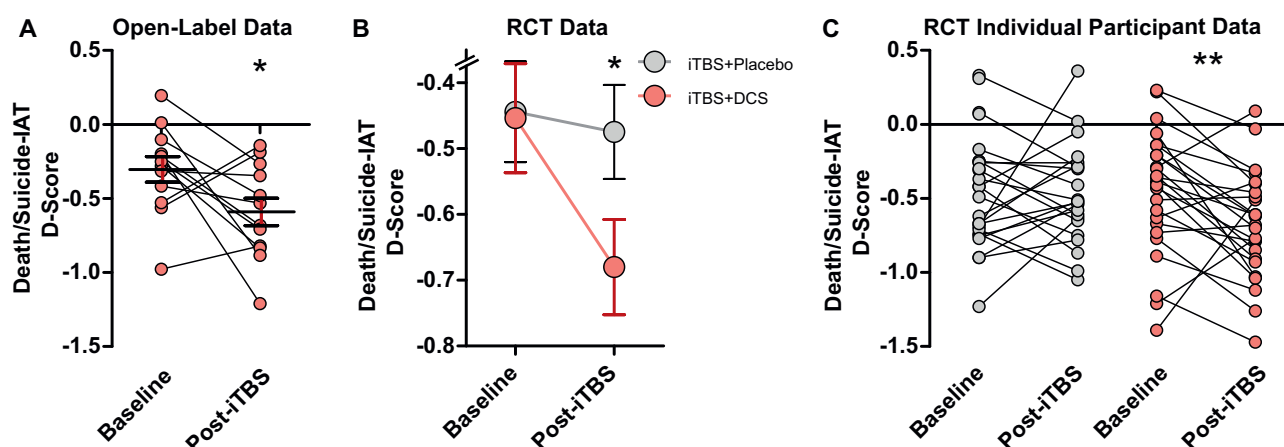 A
Open-Label Data
*
0.5
0.0
-0.5
-1.0
-1.5
Death/Suicide-IAT
D-Score
Baseline
Post-iTBS
B
RCT Data
*
-0.4
-0.5
-0.6
-0.7
-0.8
Death/Suicide-IAT
D-Score
Baseline
Post-iTBS
iTBS+Placebo
iTBS+DCS
C
RCT Individual Participant Data
**
0.5
0.0
-0.5
-1.0
-1.5
Death/Suicide-IAT
D-Score
Baseline
Post-iTBS
Baseline
Post-iTBS